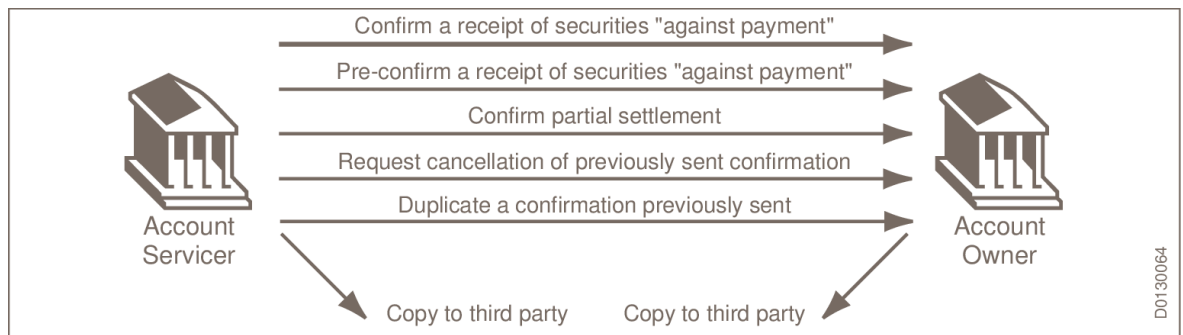 Confirm a receipt of securities "against payment"
Pre-confirm a receipt of securities "against payment"
Confirm partial settlement
Request cancellation of previously sent confirmation
Duplicate a confirmation previously sent
Account
Servicer
Account
Owner
Copy to third party
Copy to third party
D0130064